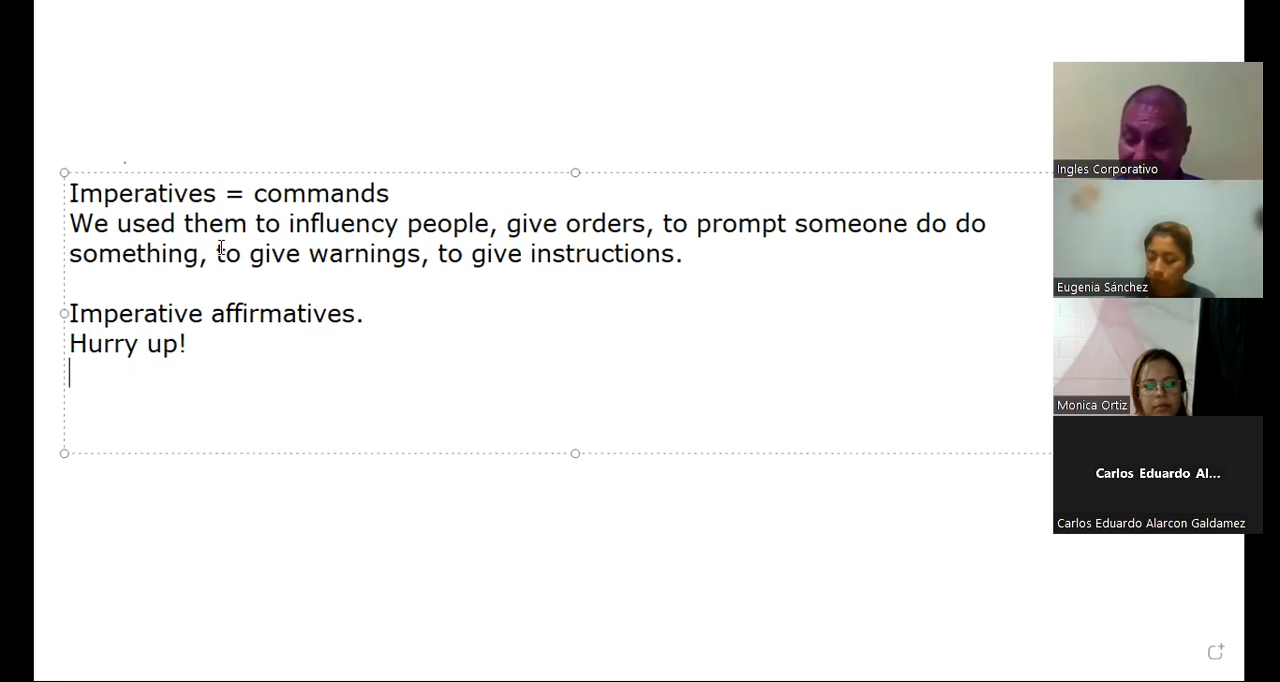 Imperatives = commands
We used them to influency people, give orders, to prompt someone do do
something, to give warnings, to give instructions.
Imperative affirmatives.
Hurry up!
Ingles Corporativo
Eugenia Sánchez
Monica Ortiz
Carlos Eduardo Al...
Carlos Eduardo Alarcon Galdamez